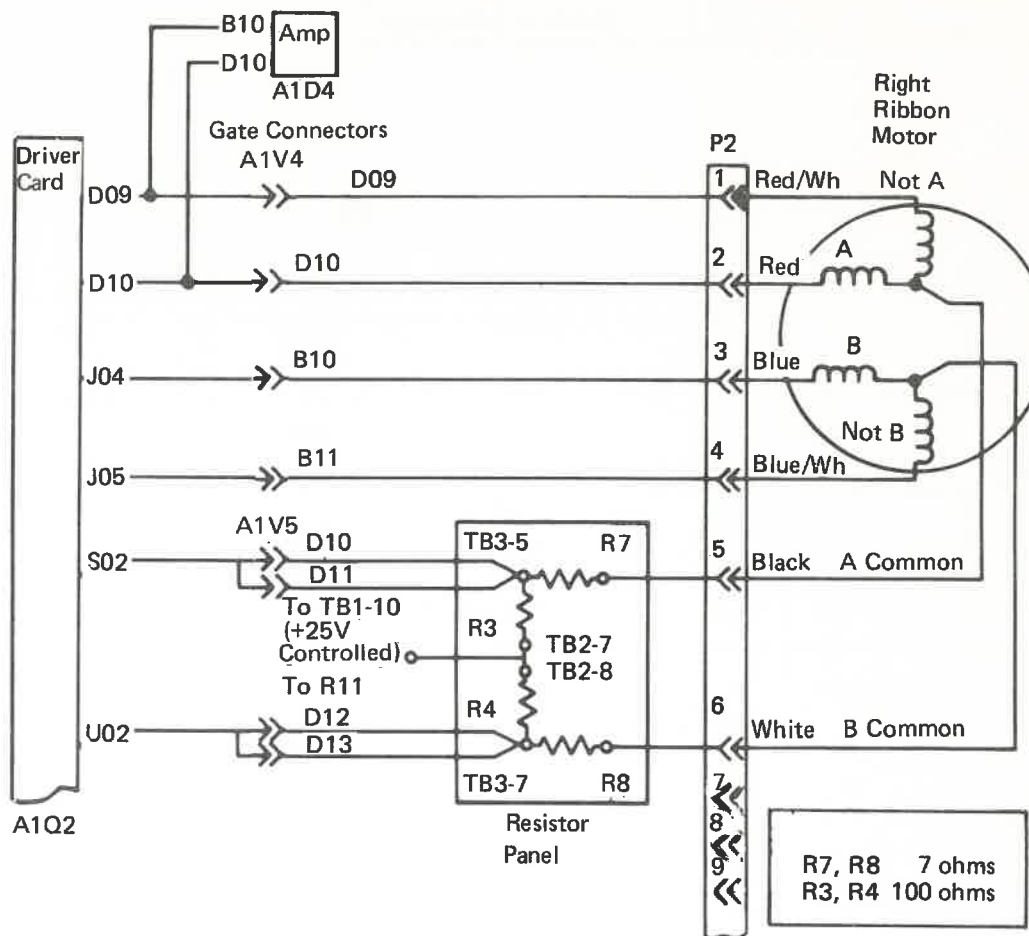 B10
Amp
D10
A1D4
Right
Ribbon
Motor
Gate Connectors
A1V4
P2
Driver
Card
D09
D09
1
Red/Wh
Not A
D10
D10
2
Red
A
J04
B10
3
Blue
B
Not B
J05
B11
4
Blue/Wh
A1V5
S02
D10
D11
TB3-5
R7
5
Black
A Common
To TB1-10
(+25V
Controlled)
R3
TB2-7
TB2-8
To R11
R4
U02
D12
D13
TB3-7
R8
6
White
B Common
7
8
9
A1Q2
Resistor
Panel
R7, R8 7 ohms
R3, R4 100 ohms